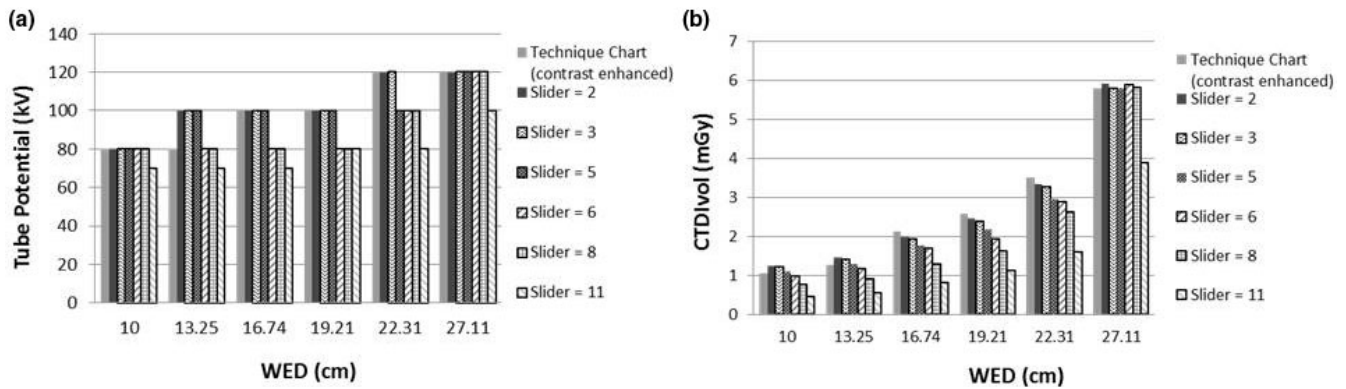 (a)
140
120
100
80
60
40
20
0
Tube Potential (kV)
10 13.25 16.74 19.21 22.31 27.11
WED (cm)
Technique Chart
(contrast enhanced)
Slider = 2
Slider = 3
Slider = 5
Slider = 6
Slider = 8
Slider = 11
(b)
7
6
5
4
3
2
1
0
CTDIvol (mGy)
10 13.25 16.74 19.21 22.31 27.11
WED (cm)
Technique Chart
(contrast enhanced)
Slider = 2
Slider = 3
Slider = 5
Slider = 6
Slider = 8
Slider = 11